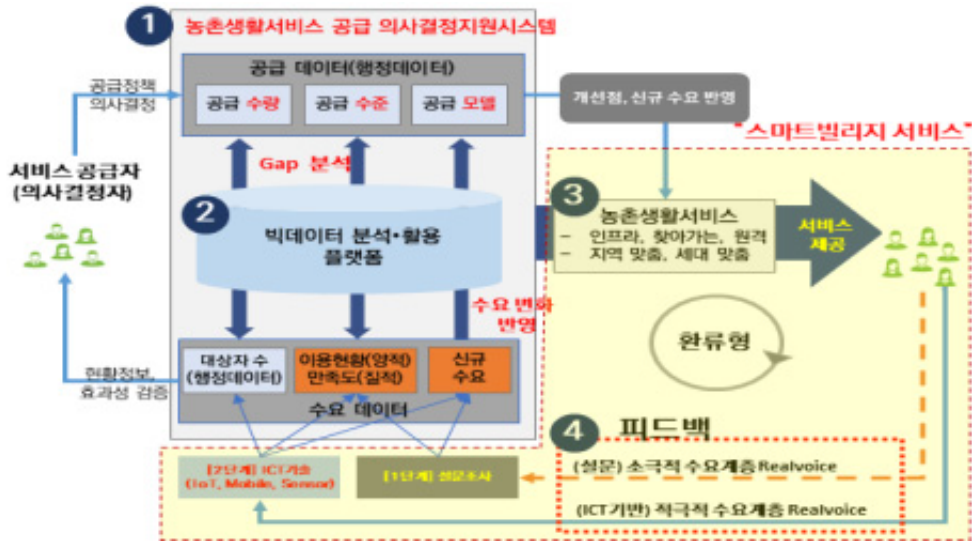 1 농촌생활서비스 공급 의사결정지원시스템
공급 데이터(행정데이터)
공급 수량
공급 수준
공급 모델
공급정책
의사결정
개선점, 신규 수요 반영
"스마트빌리지 서비스"
서비스 공급자
(의사결정자)
Gap 분석
2
빅데이터 분석•활용
플랫폼
3
농촌생활서비스
- 인프라, 찾아가는, 원격
- 지역 맞춤, 세대 맞춤
서비스
제공
수요 변화
반영
환류형
대상자 수
(행정데이터)
이용현황(양적)
만족도(질적)
신규
수요
수요 데이터
현황정보,
효과성 검증
4 피드백
[2단계] ICT기술
(IoT, Mobile, Sensor)
[1단계] 설문조사
(설문) 소극적 수요계층 Realvoice
(ICT기반) 적극적 수요계층 Realvoice